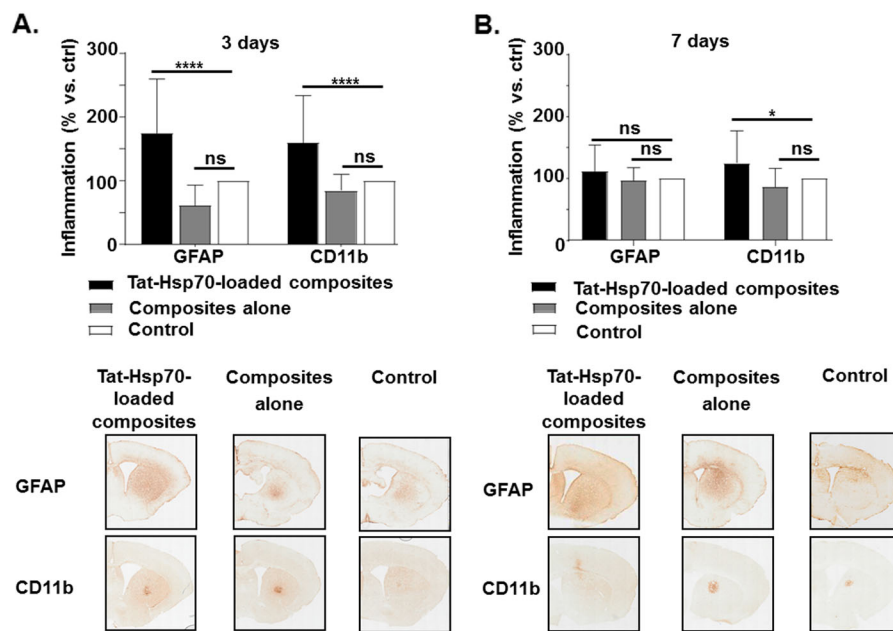 A.
3 days
Inflammation (% vs. ctrl)
300
200
100
0
****
ns
****
ns
GFAP
CD11b
Tat-Hsp70-loaded composites
Composites alone
Control
Tat-Hsp70-
loaded
composites
Composites
alone
Control
GFAP
CD11b
B.
7 days
Inflammation (% vs. ctrl)
300
200
100
0
ns
ns
*
ns
GFAP
CD11b
Tat-Hsp70-loaded composites
Composites alone
Control
Tat-Hsp70-
loaded
composites
Composites
alone
Control
GFAP
CD11b